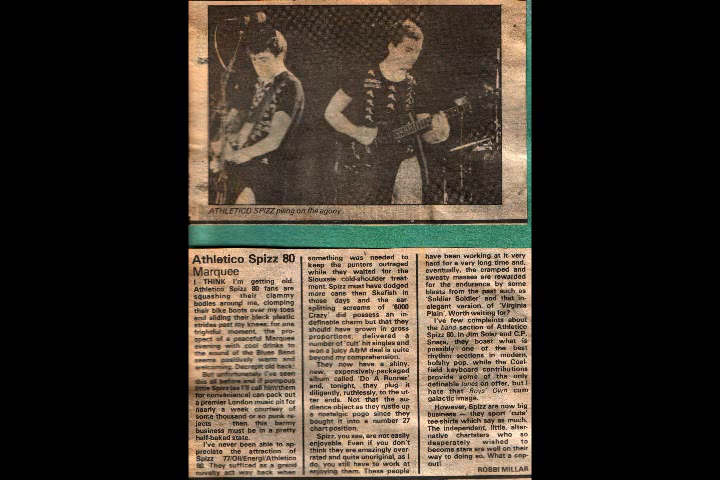 ATHLETICO SPIZZ piling on the agony.
Athletico Spizz 80
Marquee
I THINK I'm getting old.
Athletico Spizz 80 fans are
squashing their clammy
bodies around me, clomping
their bike boots over my toes
and sliding their black plastic
strides past my knees; for one
frightful moment, the pro-
spect of a peaceful Marquee
evening with cool drinks to
the sound of the Blues Band
seems positively warm and
welcoming. Decrepit old hack!
But unfortunately I've seen
this all before and if pompous
little Spizz (as I'll call him/them
for convenience) can pack out
a premier London music pit for
nearly a week courtesy of
some thousand or so punk re-
jects — then this barmy
business must be in a pretty
half-baked state.
I've never been able to ap-
preciate the attraction of
Spizz 77/Oil/Energi/Athletico
80. They sufficed as a grand
novelty act way back when
something was needed to
keep the punters outraged
while they waited for the
Siouxsie cold-shoulder treat-
ment. Spizz must have dodged
more cans than Skafish in
those days and the ear-
splitting screams of '6000
Crazy' did possess an in-
definable charm but that they
should have grown in gross
proportions, delivered a
number of 'cult' hit singles and
won a juicy A&M deal is quite
beyond my comprehension.
They now have a shiny,
new, expensively-packaged
album called 'Do A Runner'
and, tonight, they plug it
diligently, ruthlessly, to the ut-
ter ends. Not that the au-
dience object as they rustle up
a nostalgic pogo since they
bought it into a number 27
chart position.
Spizz, you see, are not easily
enjoyable. Even if you don't
think they are amazingly over-
rated and quite unoriginal, as I
do, you still have to work at
enjoying them. These people
have been working at it very
hard for a very long time and,
eventually, the cramped and
sweaty masses are rewarded
for the endurance by some
blasts from the past such as
'Soldier Soldier' and that in-
elegant version of 'Virginia
Plain'. Worth waiting for?
I've few complaints about
the band section of Athletico
Spizz 80. In Jim Solar and C.P.
Snare, they boast what is
possibly one of the best
rhythm sections in modern,
bolshy pop, while the Coal-
field keyboard contributions
provide some of the only
definable tunes on offer, but I
hear that Boys' Own cum
galactic image.
However, Spizz are now big
business — they sport 'cute'
tee-shirts which say as much.
The independent, little, alter-
native chartsters who so
desperately wished to
become stars are well on their
way to doing so. What a cop-
out!
ROBBI MILLAR